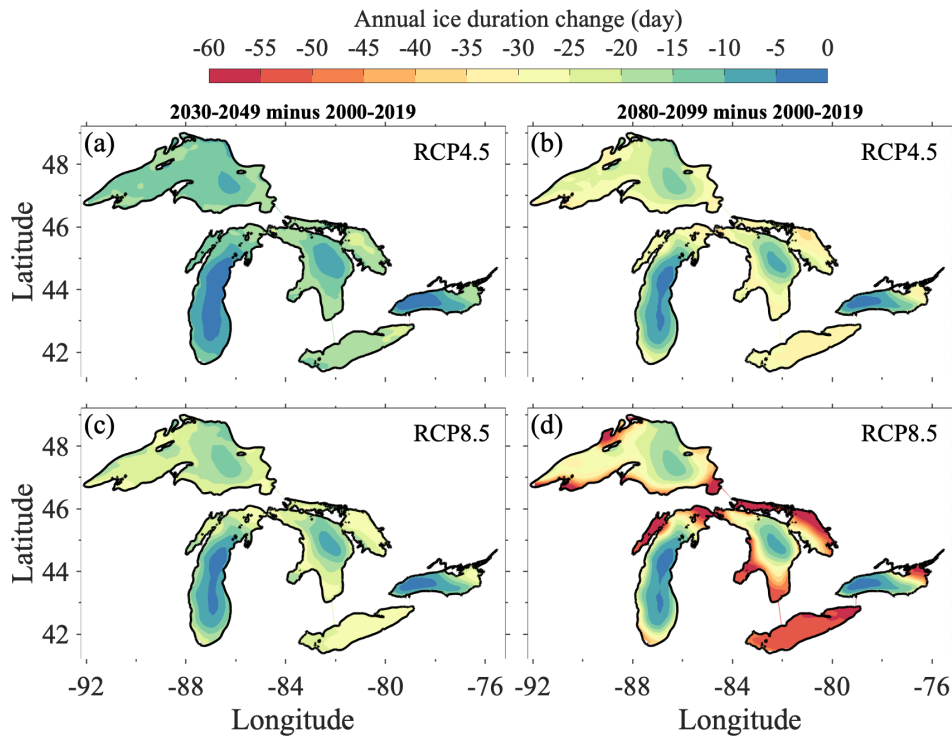 Annual ice duration change (day)
-60 -55 -50 -45 -40 -35 -30 -25 -20 -15 -10 -5 0
2030-2049 minus 2000-2019 2080-2099 minus 2000-2019
(a) RCP4.5 (b) RCP4.5
48
46
44
42
Latitude
(c) RCP8.5 (d) RCP8.5
48
46
44
42
Latitude
-92 -88 -84 -80 -76 -92 -88 -84 -80 -76
Longitude Longitude